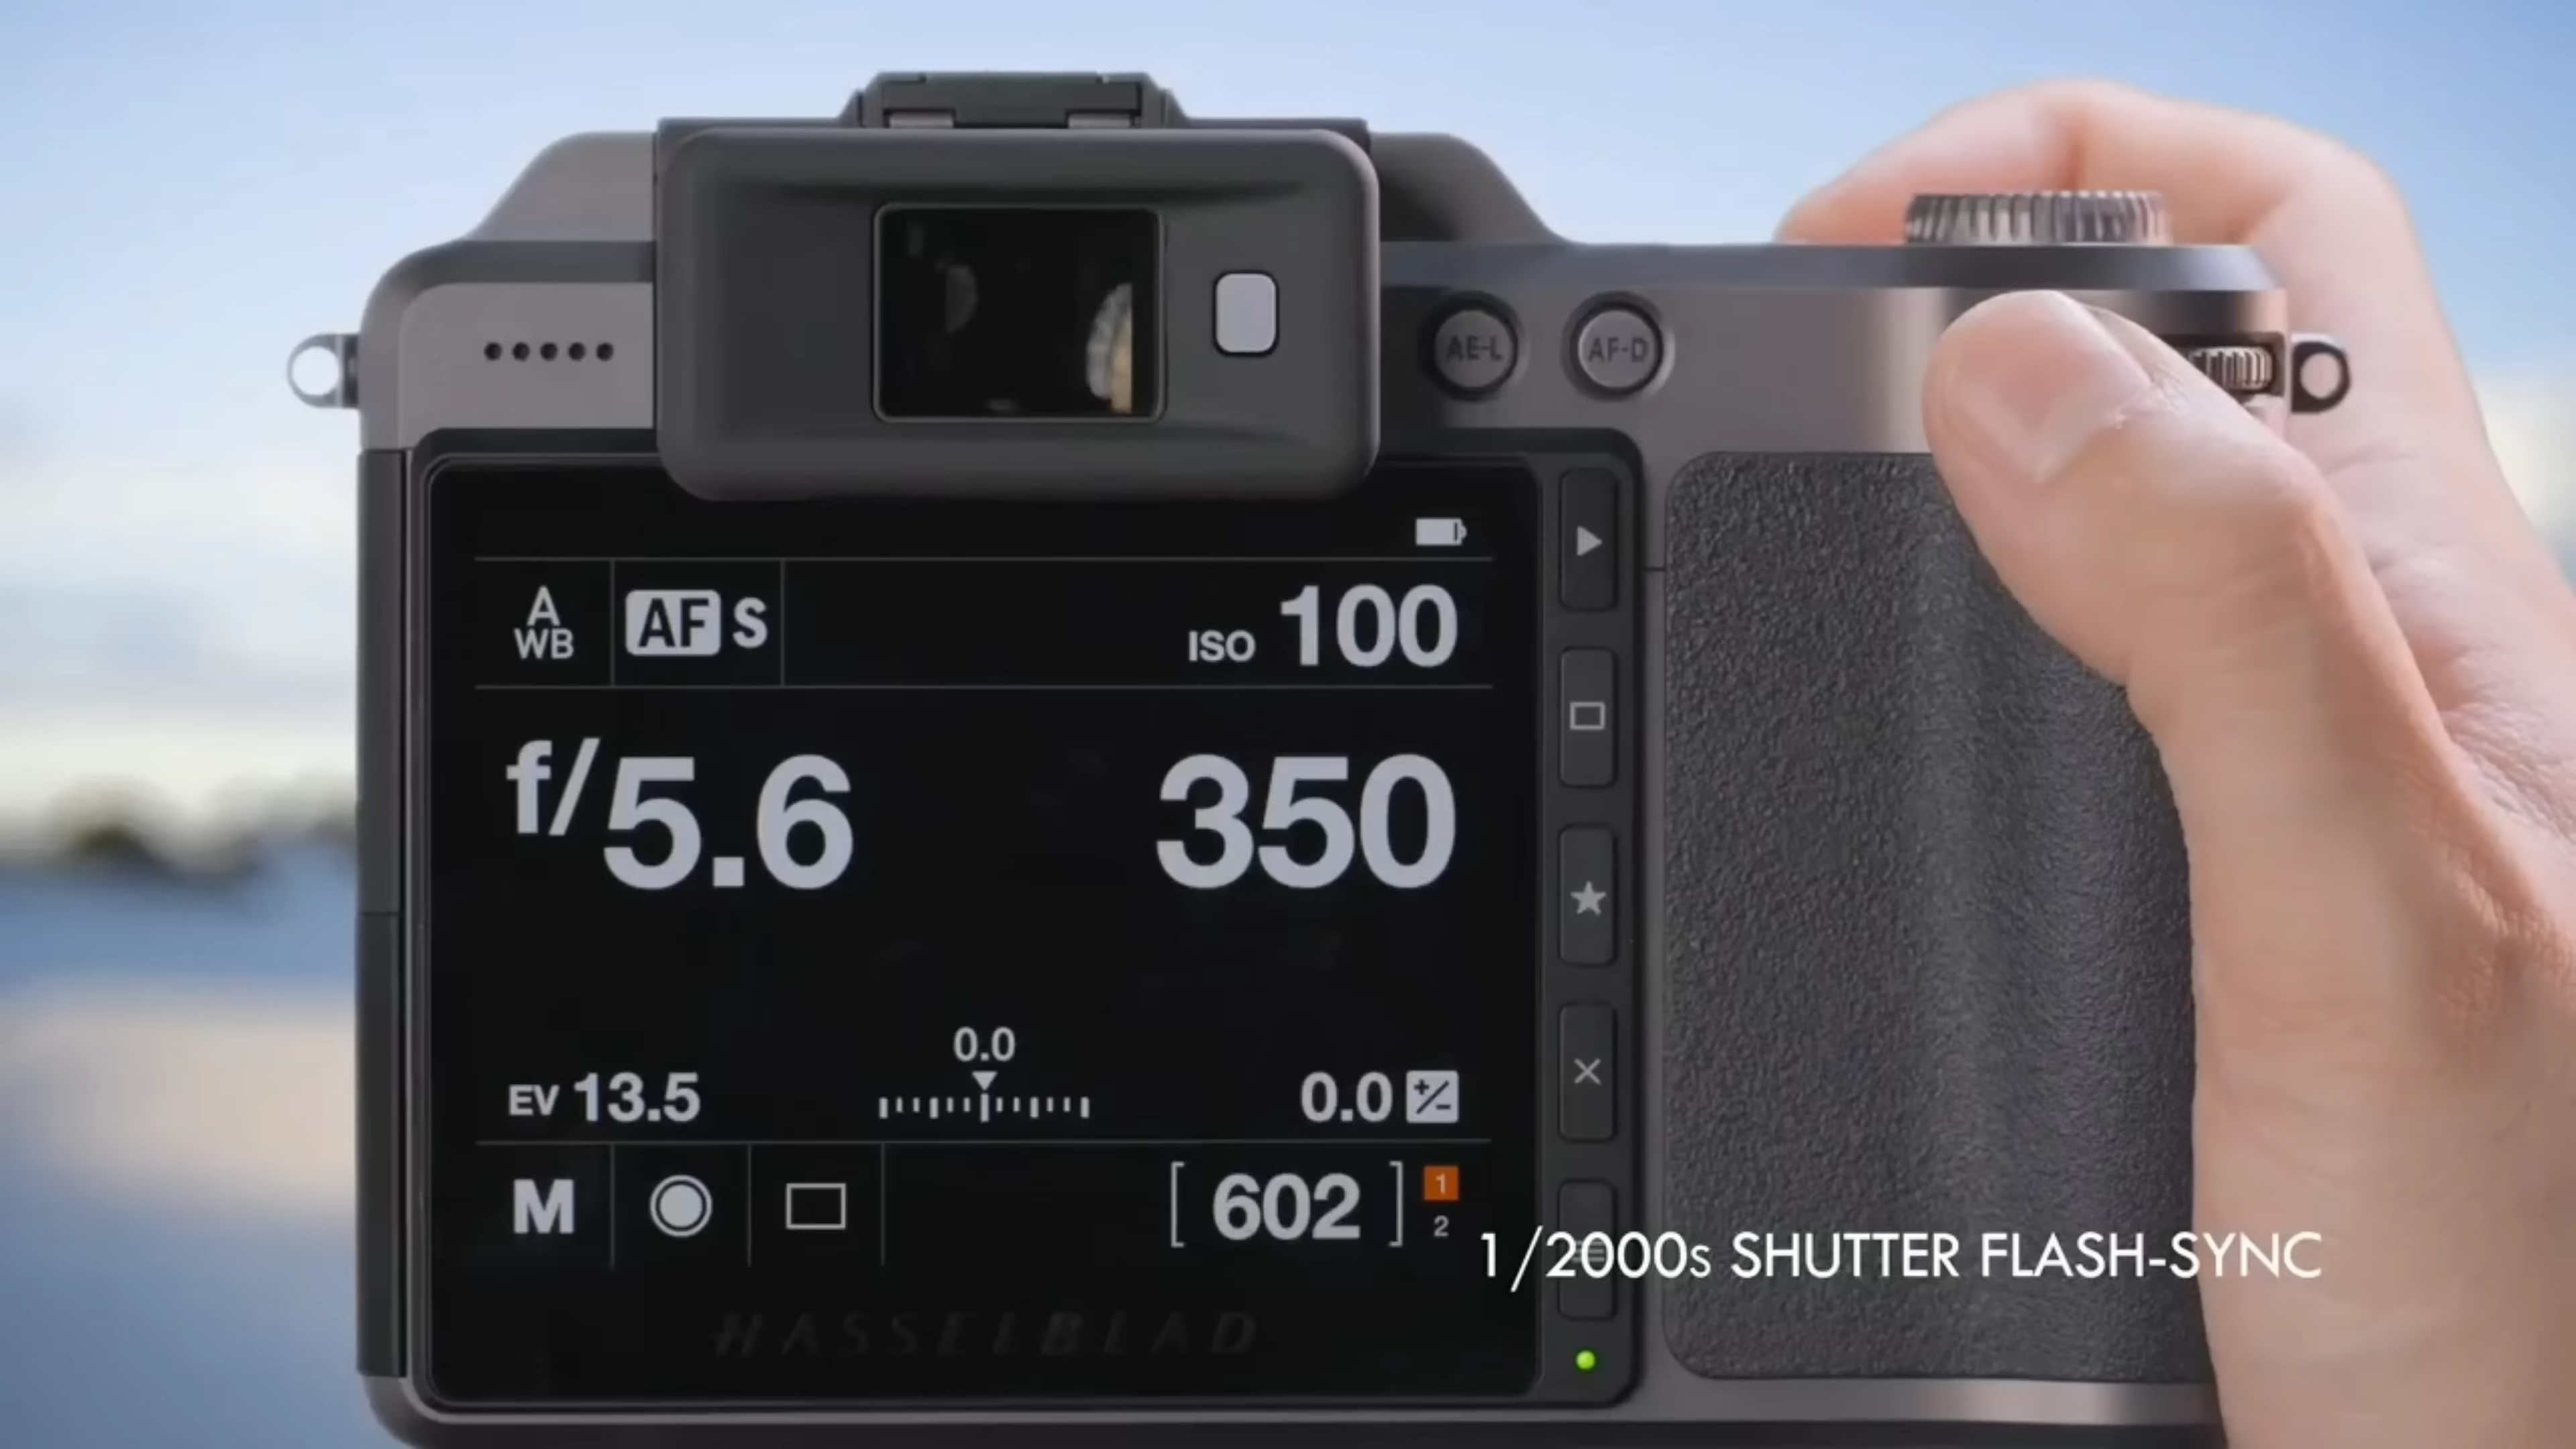 AE-L AF-D
A
WB
AF S
ISO 100
f/5.6 350
0.0
EV 13.5
0.0 +/-
M
[ 602 ] 1
2
1/2000s SHUTTER FLASH-SYNC
HASSELBLAD